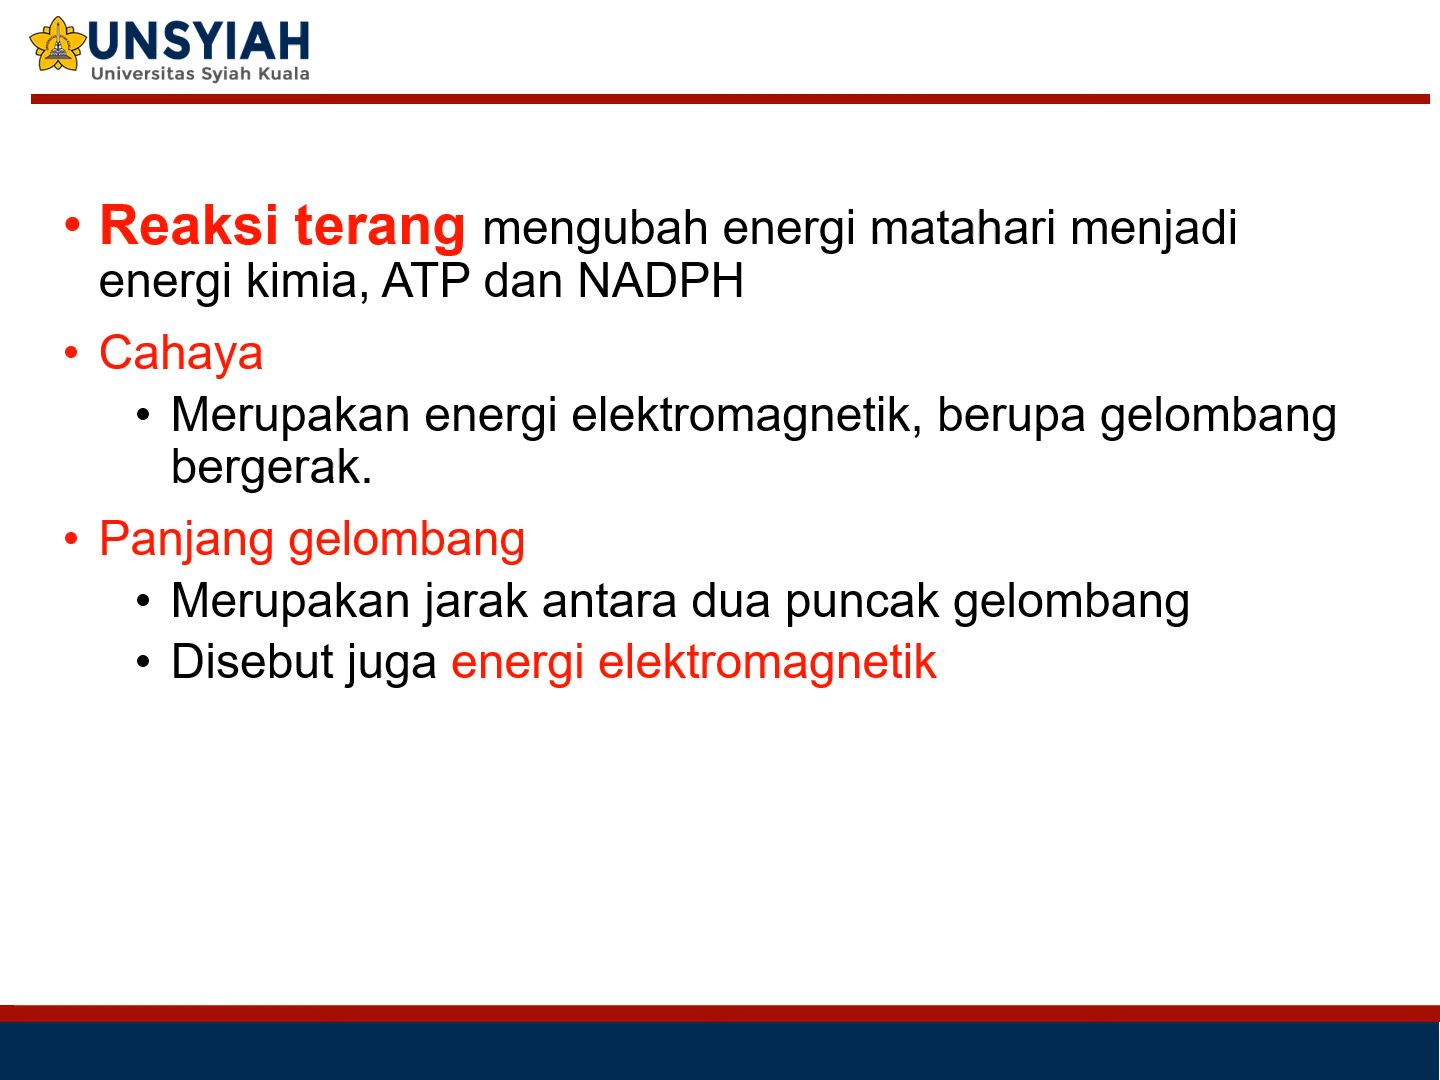 UNSYIAH
Universitas Syiah Kuala
• Reaksi terang mengubah energi matahari menjadi
energi kimia, ATP dan NADPH
• Cahaya
• Merupakan energi elektromagnetik, berupa gelombang
bergerak.
• Panjang gelombang
• Merupakan jarak antara dua puncak gelombang
• Disebut juga energi elektromagnetik